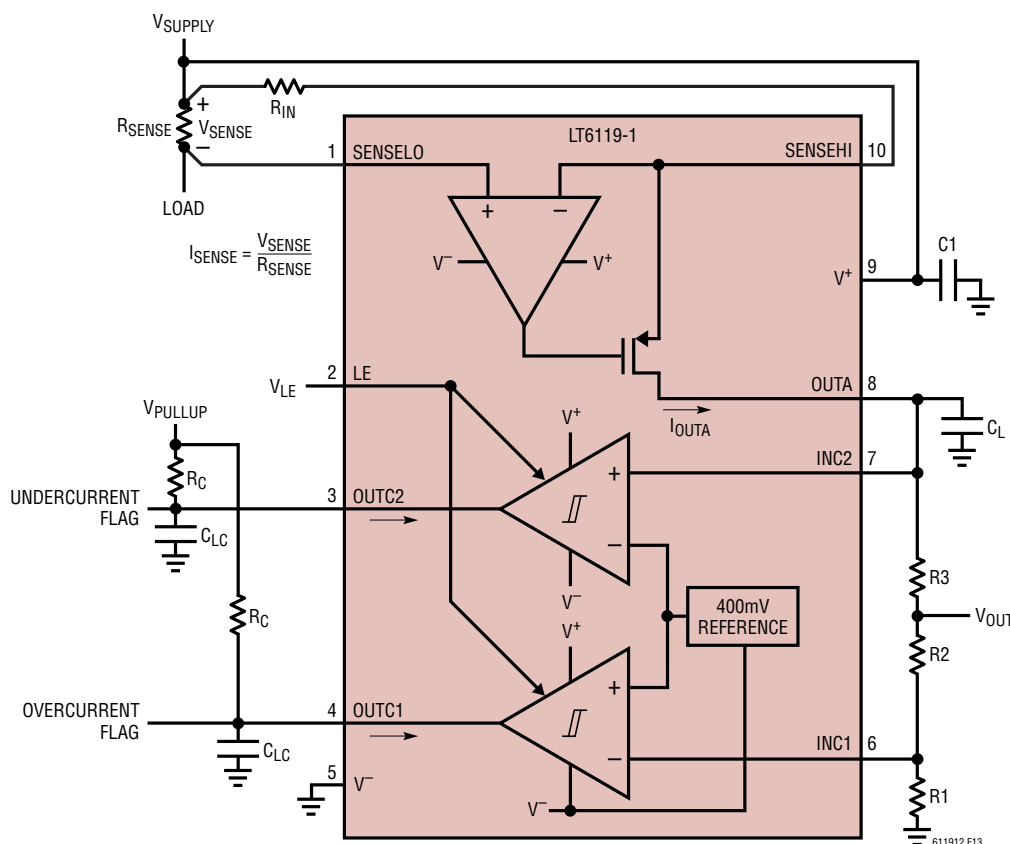 VSUPPLY
RIN
+
RSENSE
VSENSE
–
LOAD
ISENSE = VSENSE
RSENSE
LT6119-1
1 SENSELO
SENSEHI 10
+
–
V–
V+
C1
V+ 9
2 LE
VLE
OUTA 8
IOUTA
CL
VPULLUP
V+
RC
INC2 7
+
UNDERCURRENT
FLAG
3 OUTC2
CLC
–
V–
R3
400mV
REFERENCE
VOUT
RC
V+
R2
+
OVERCURRENT
FLAG
4 OUTC1
CLC
INC1 6
–
5 V–
V–
R1
611912 F13